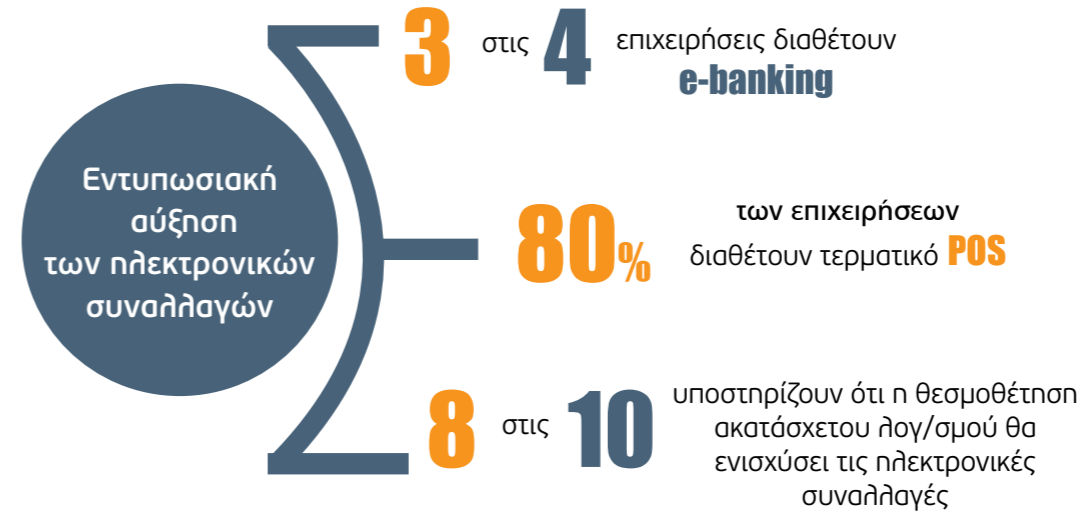 Εντυπωσιακή
αύξηση
των ηλεκτρονικών
συναλλαγών
3 στις 4 επιχειρήσεις διαθέτουν
e-banking
80% των επιχειρήσεων
διαθέτουν τερματικό POS
8 στις 10 υποστηρίζουν ότι η θεσμοθέτηση
ακατάσχετου λογ/σμού θα
ενισχύσει τις ηλεκτρονικές
συναλλαγές